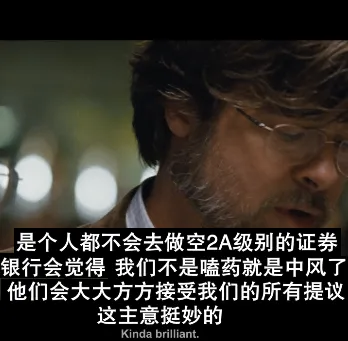 是个人都不会去做空2A级别的证券
银行会觉得 我们不是嗑药就是中风了
他们会大大方方接受我们的所有提议
这主意挺妙的
Kinda brilliant.